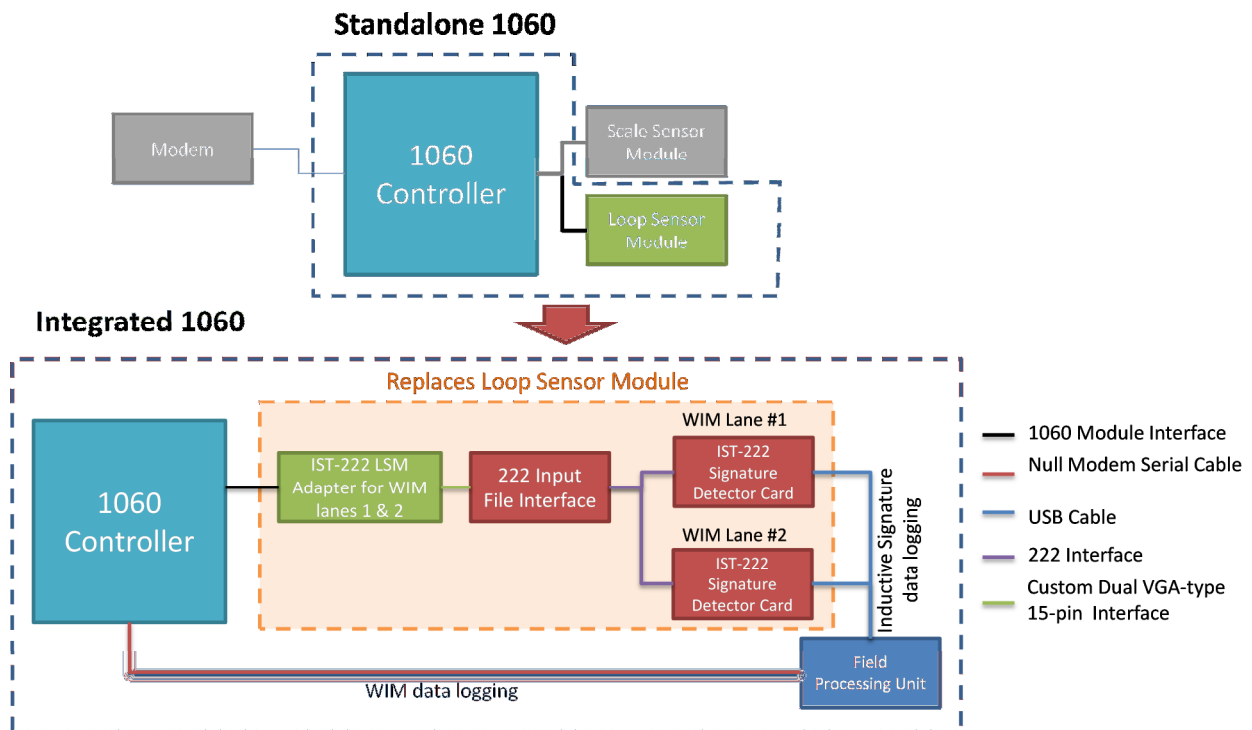 Standalone 1060
Modem
1060
Controller
Scale Sensor
Module
Loop Sensor
Module
Integrated 1060
Replaces Loop Sensor Module
1060
Controller
IST-222 LSM
Adapter for WIM
lanes 1 & 2
222 Input
File Interface
WIM Lane #1
IST-222
Signature
Detector Card
WIM Lane #2
IST-222
Signature
Detector Card
Inductive Signature
data logging
Field
Processing Unit
WIM data logging
1060 Module Interface
Null Modem Serial Cable
USB Cable
222 Interface
Custom Dual VGA-type
15-pin Interface